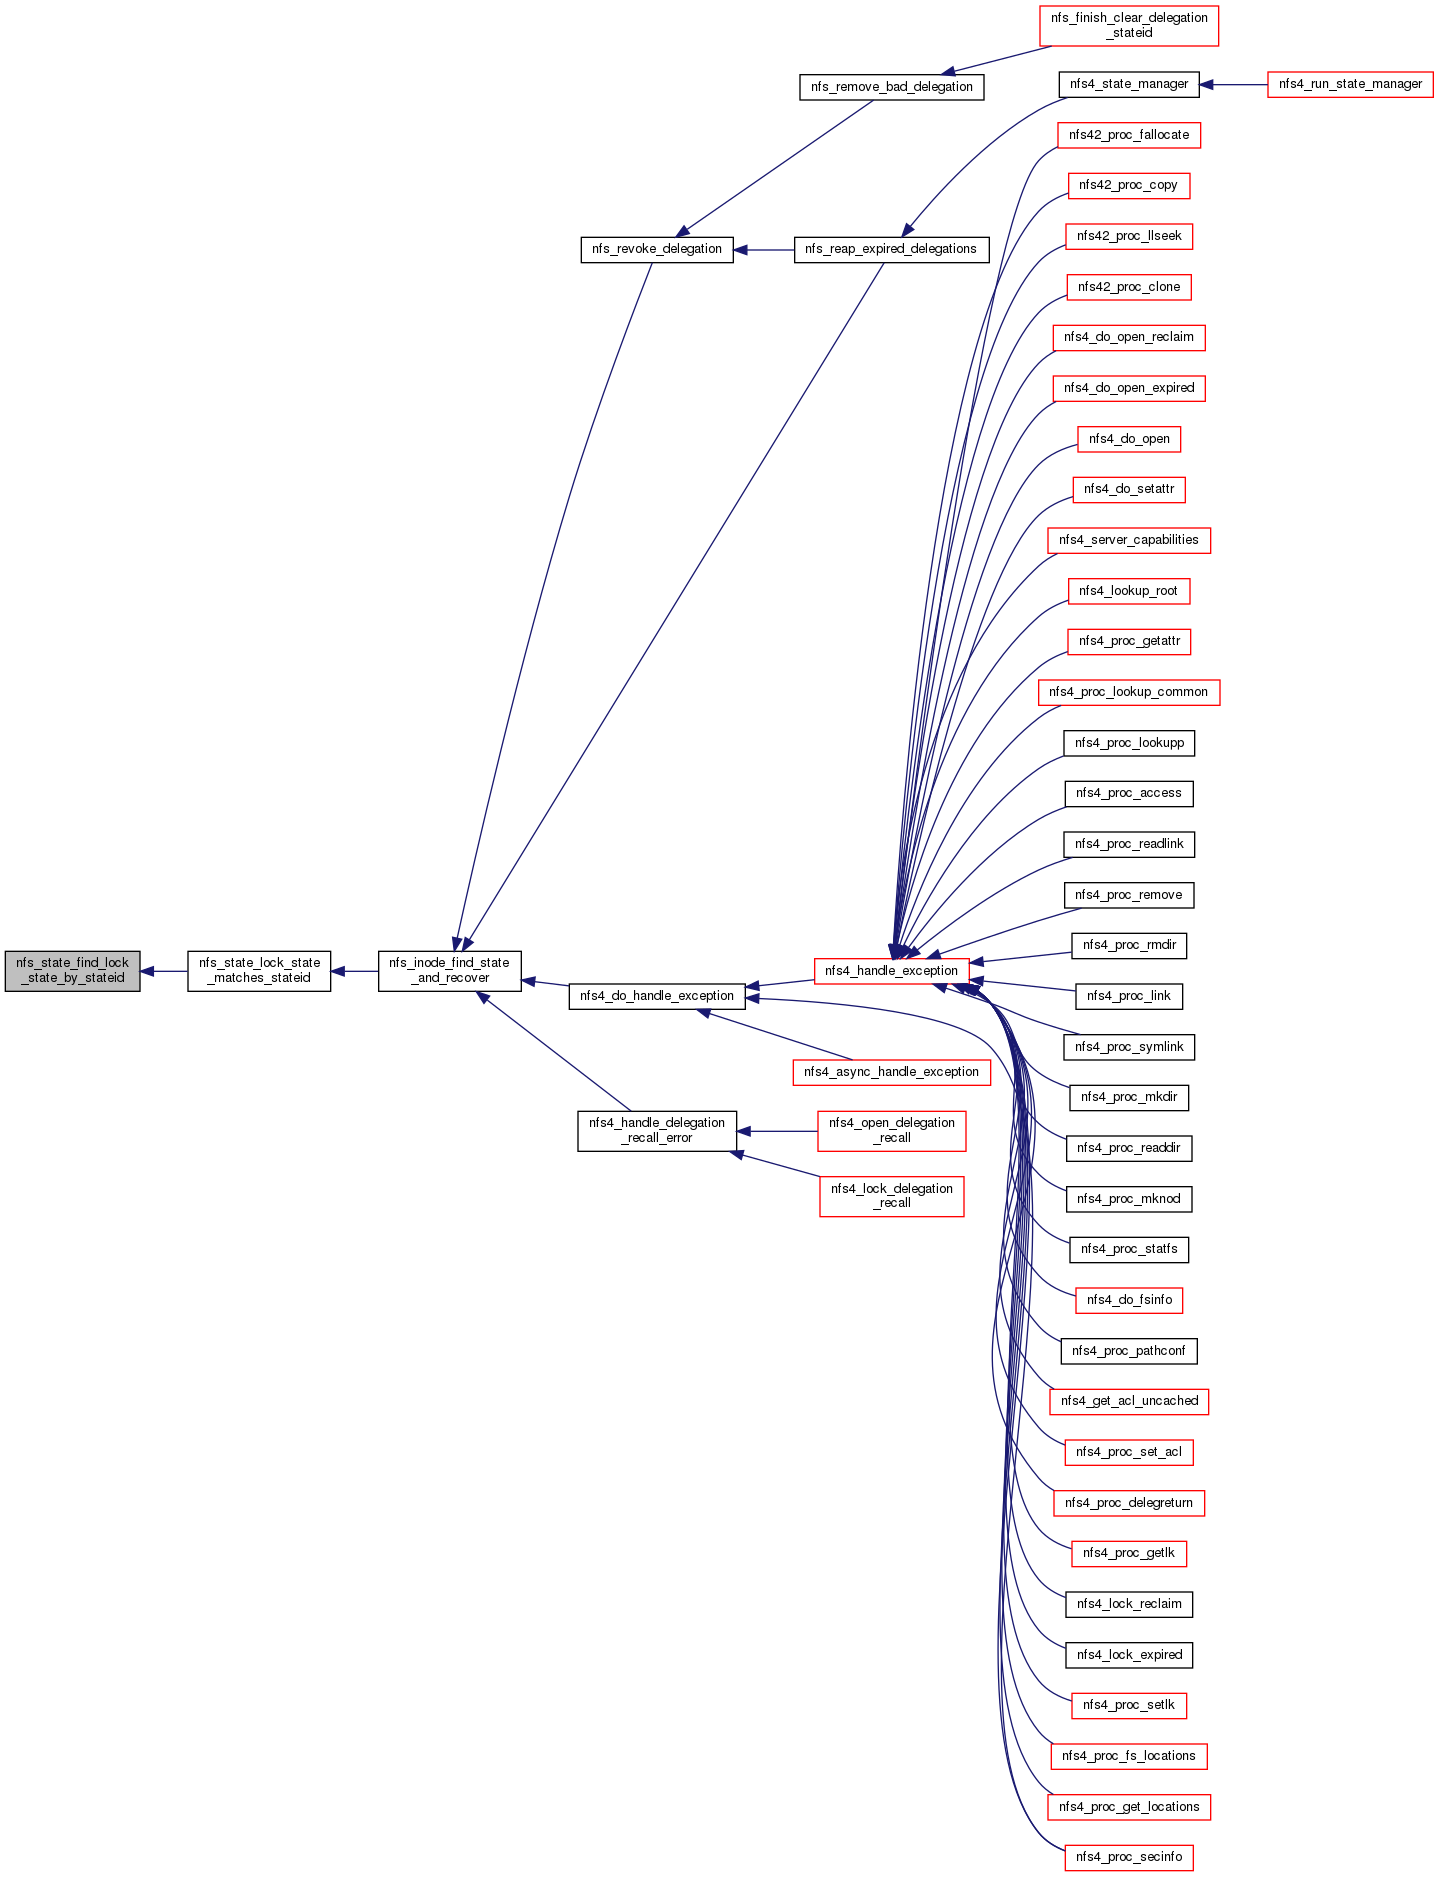 nfs_finish_clear_delegation
_stateid
nfs_remove_bad_delegation
nfs4_state_manager
nfs4_run_state_manager
nfs42_proc_fallocate
nfs42_proc_copy
nfs42_proc_llseek
nfs_revoke_delegation
nfs_reap_expired_delegations
nfs42_proc_clone
nfs4_do_open_reclaim
nfs4_do_open_expired
nfs4_do_open
nfs4_do_setattr
nfs4_server_capabilities
nfs4_lookup_root
nfs4_proc_getattr
nfs4_proc_lookup_common
nfs4_proc_lookupp
nfs4_proc_access
nfs4_proc_readlink
nfs4_proc_remove
nfs4_proc_rmdir
nfs_state_find_lock
_state_by_stateid
nfs_state_lock_state
_matches_stateid
nfs_inode_find_state
_and_recover
nfs4_handle_exception
nfs4_do_handle_exception
nfs4_proc_link
nfs4_proc_symlink
nfs4_async_handle_exception
nfs4_proc_mkdir
nfs4_handle_delegation
_recall_error
nfs4_open_delegation
_recall
nfs4_proc_readdir
nfs4_lock_delegation
_recall
nfs4_proc_mknod
nfs4_proc_statfs
nfs4_do_fsinfo
nfs4_proc_pathconf
nfs4_get_acl_uncached
nfs4_proc_set_acl
nfs4_proc_delegreturn
nfs4_proc_getlk
nfs4_lock_reclaim
nfs4_lock_expired
nfs4_proc_setlk
nfs4_proc_fs_locations
nfs4_proc_get_locations
nfs4_proc_secinfo